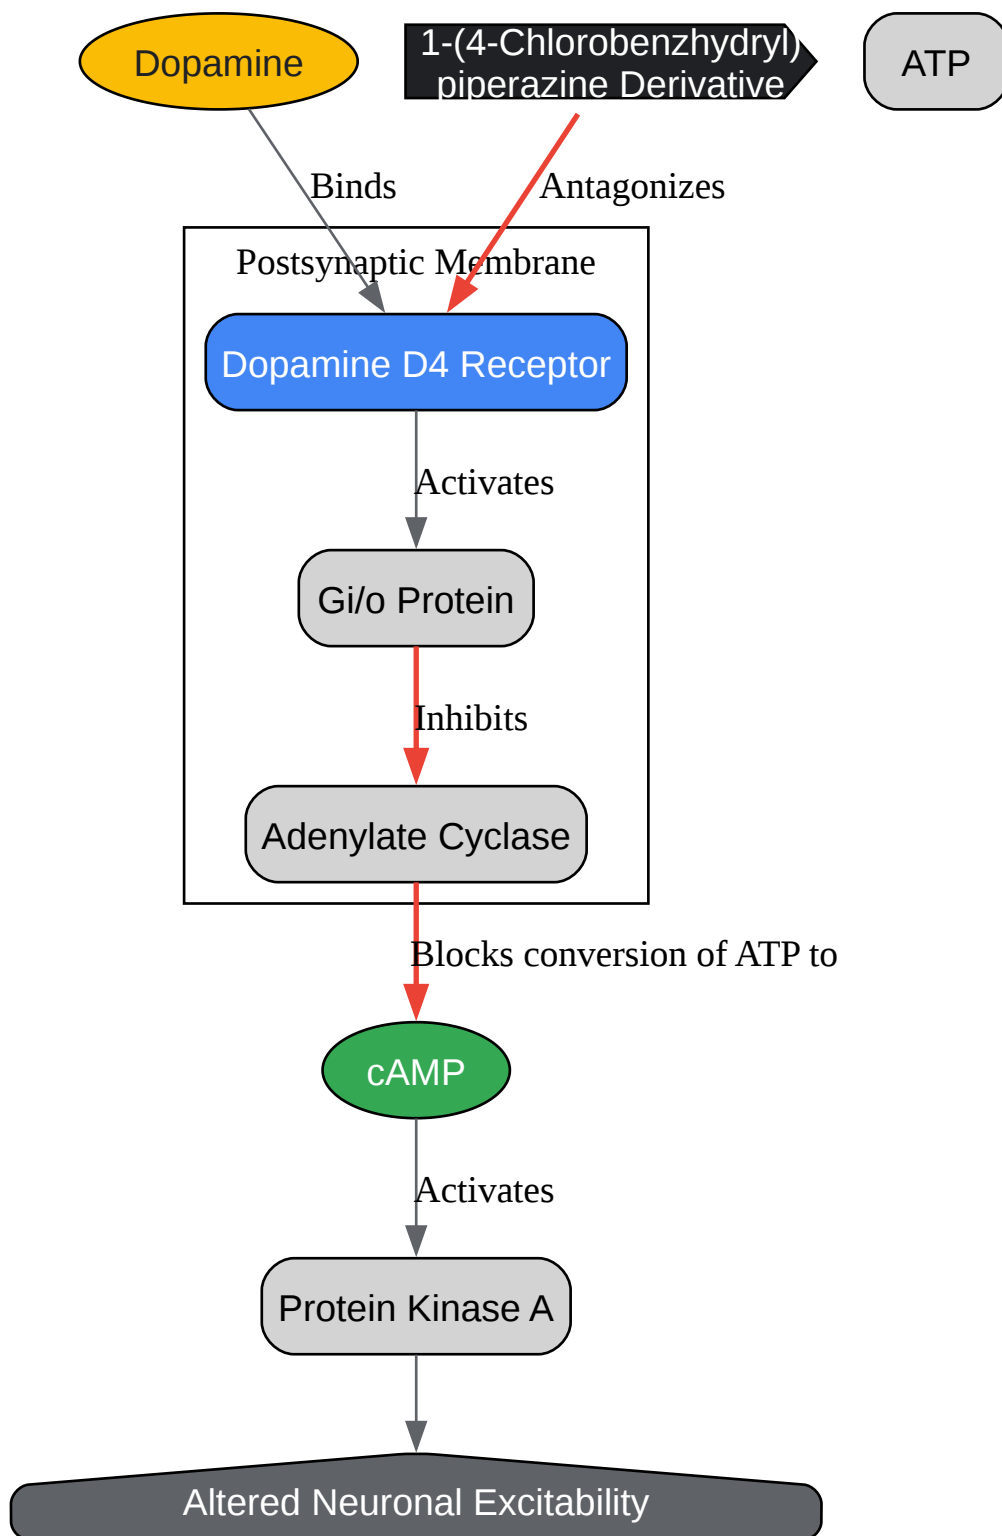 Dopamine
1-(4-Chlorobenzhydryl)
piperazine Derivative
ATP
Binds
Antagonizes
Postsynaptic Membrane
Dopamine D4 Receptor
Activates
Gi/o Protein
Inhibits
Adenylate Cyclase
Blocks conversion of ATP to
cAMP
Activates
Protein Kinase A
Altered Neuronal Excitability